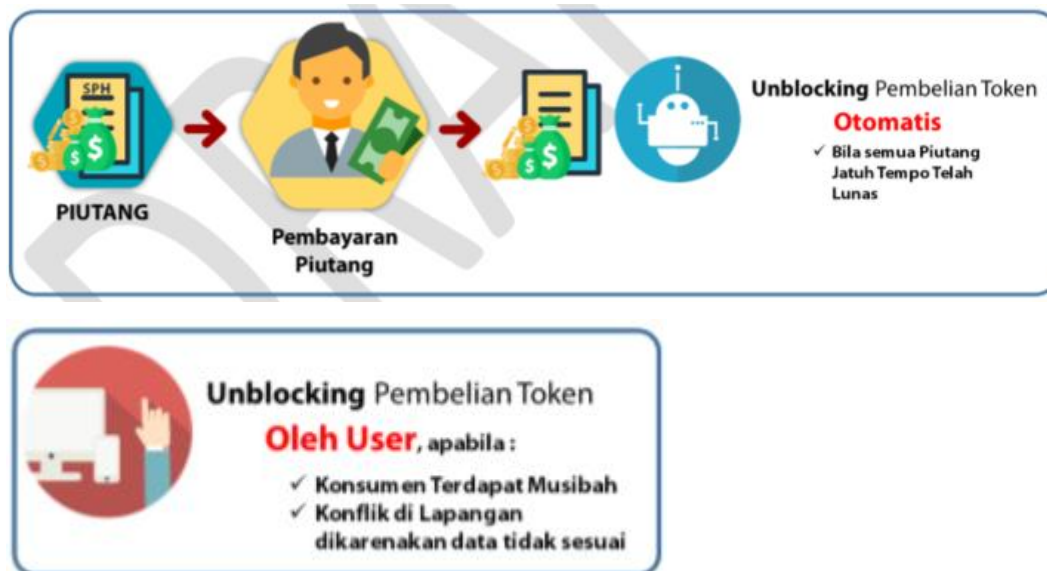 SPH
PIUTANG
Pembayaran
Piutang
Unblocking Pembelian Token
Otomatis
✓ Bila semua Piutang
Jatuh Tempo Telah
Lunas
Unblocking Pembelian Token
Oleh User, apabila :
✓ Konsumen Terdapat Musibah
✓ Konflik di Lapangan
dikarenakan data tidak sesuai